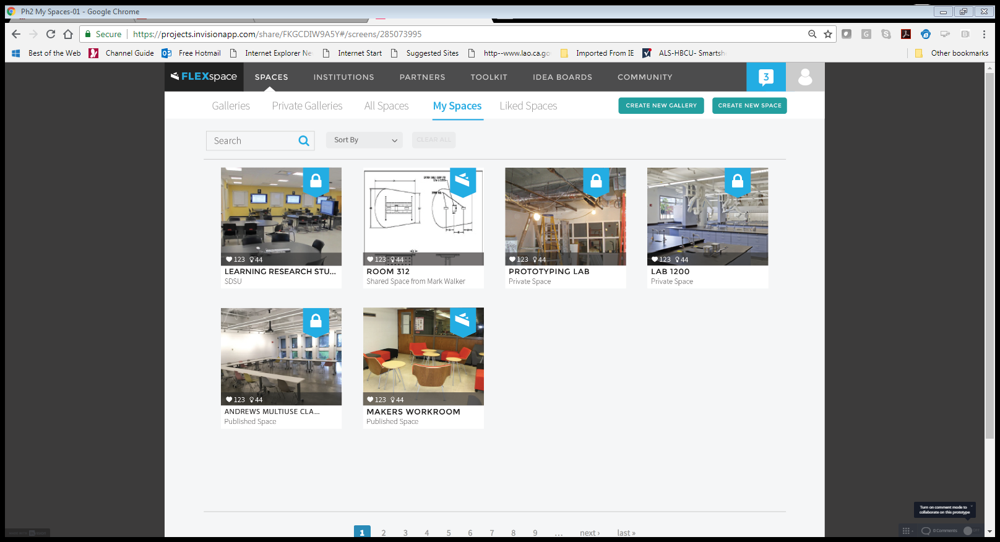 Ph2 My Spaces-01 - Google Chrome
Secure https://projects.invisionapp.com/share/FKGCDIW9A5Y#/screens/285073995
Best of the Web Channel Guide Free Hotmail Internet Explorer Ne Internet Start Suggested Sites http--www.lao.ca.go Imported From IE ALS-HBCU- Smartsh Other bookmarks
FLEXspace SPACES INSTITUTIONS PARTNERS TOOLKIT IDEA BOARDS COMMUNITY 3
Galleries Private Galleries All Spaces My Spaces Liked Spaces CREATE NEW GALLERY CREATE NEW SPACE
Search Sort By CLEAR ALL
123 44 123 44 123 44 123 44
LEARNING RESEARCH STU... ROOM 312 PROTOTYPING LAB LAB 1200
SDSU Shared Space from Mark Walker Private Space Private Space
123 44 123 44
ANDREWS MULTIUSE CLA... MAKERS WORKROOM
Published Space Published Space
Turn on comment mode to
collaborate on this prototype
1 2 3 4 5 6 7 8 9 ... next › last »
0 Comments